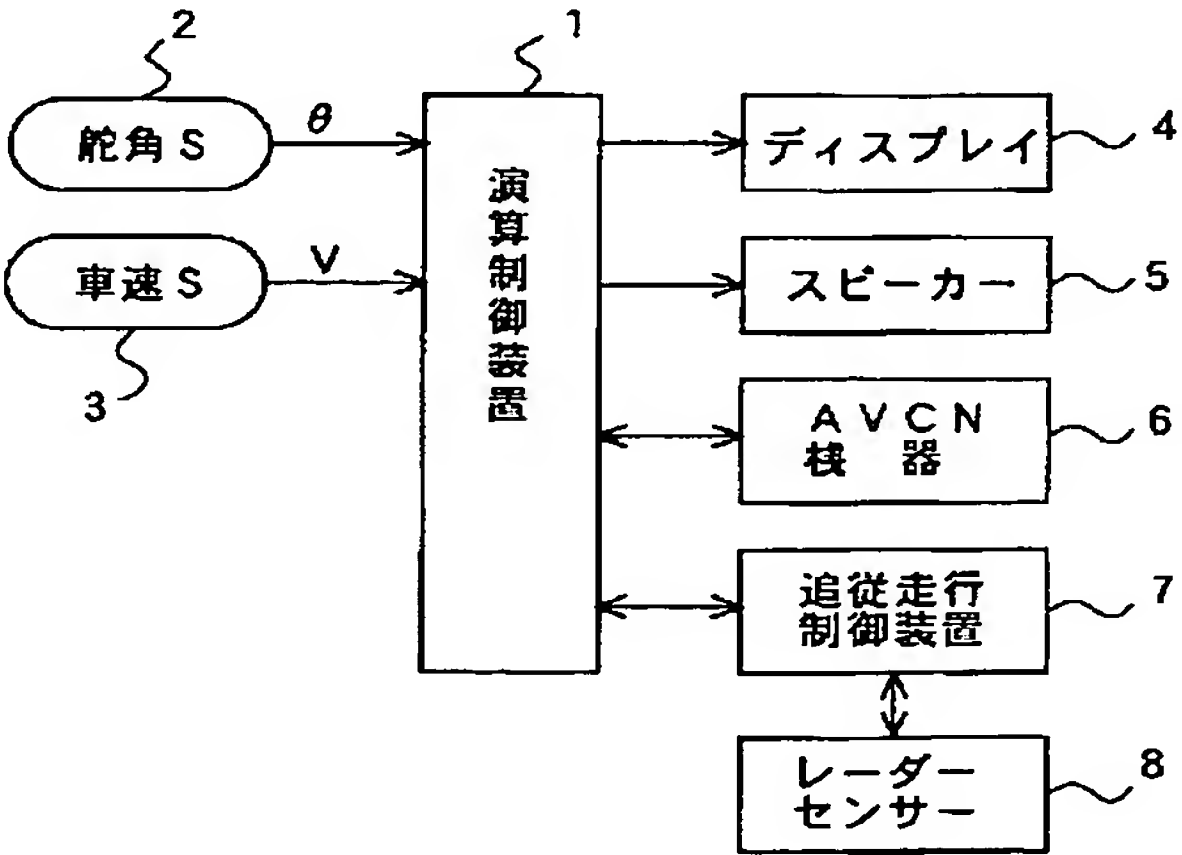 2
1
舵角S
θ
ディスプレイ
4
演算制御装置
車速S
V
スピーカー
5
3
AVCN
機 器
6
追従走行
制御装置
7
レーダー
センサー
8